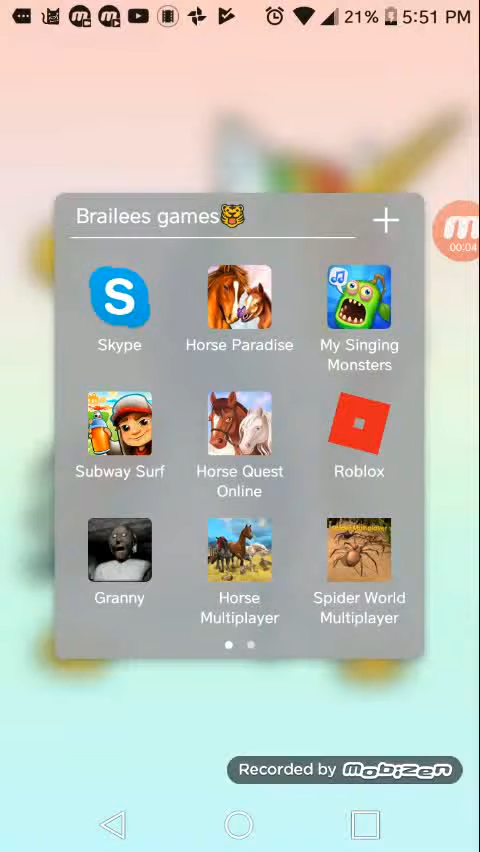 21% 5:51 PM
Brailees games🐯
00:04
S
Skype
Horse Paradise
My Singing
Monsters
Subway Surf
Horse Quest
Online
Roblox
Granny
Horse
Multiplayer
Spider World
Multiplayer
Recorded by mobizen